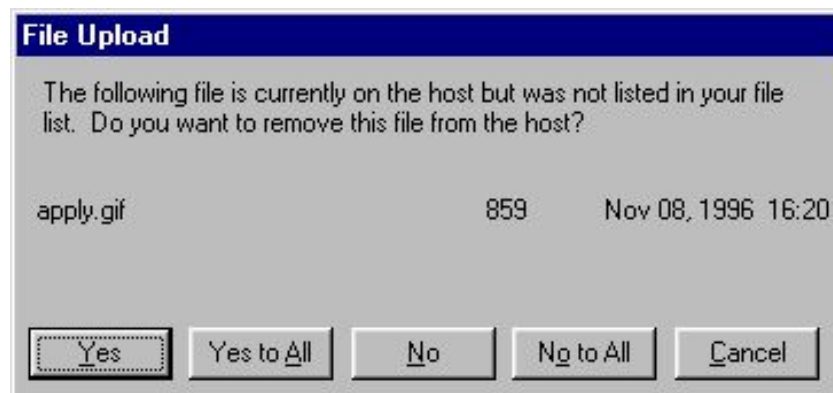 File Upload
The following file is currently on the host but was not listed in your file
list. Do you want to remove this file from the host?
apply.gif 859 Nov 08, 1996 16:20
Yes Yes to All No No to All Cancel